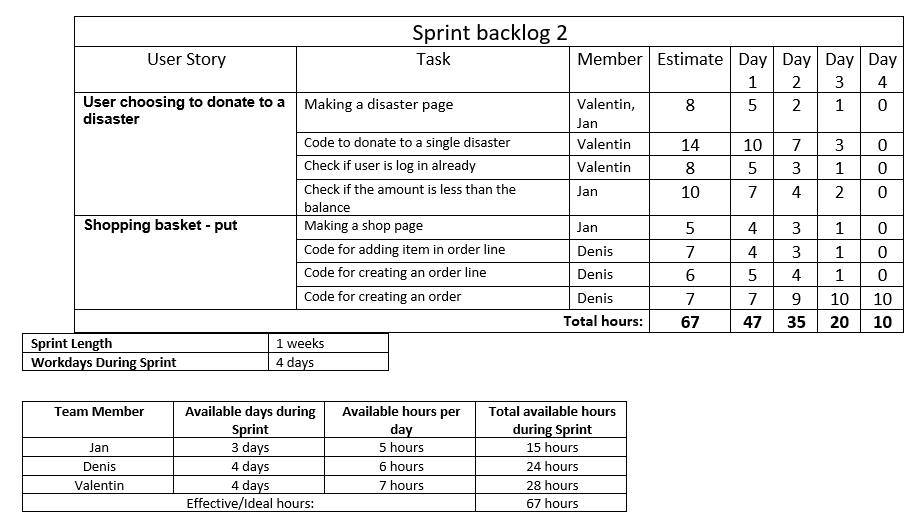 Sprint backlog 2
User Story Task Member Estimate Day 1 Day 2 Day 3 Day 4
User choosing to donate to a disaster Making a disaster page Valentin, Jan 8 5 2 1 0
Code to donate to a single disaster Valentin 14 10 7 3 0
Check if user is log in already Valentin 8 5 3 1 0
Check if the amount is less than the balance Jan 10 7 4 2 0
Shopping basket - put Making a shop page Jan 5 4 3 1 0
Code for adding item in order line Denis 7 4 3 1 0
Code for creating an order line Denis 6 5 4 1 0
Code for creating an order Denis 7 7 9 10 10
Total hours: 67 47 35 20 10
Sprint Length 1 weeks
Workdays During Sprint 4 days
Team Member Available days during Sprint Available hours per day Total available hours during Sprint
Jan 3 days 5 hours 15 hours
Denis 4 days 6 hours 24 hours
Valentin 4 days 7 hours 28 hours
Effective/Ideal hours: 67 hours